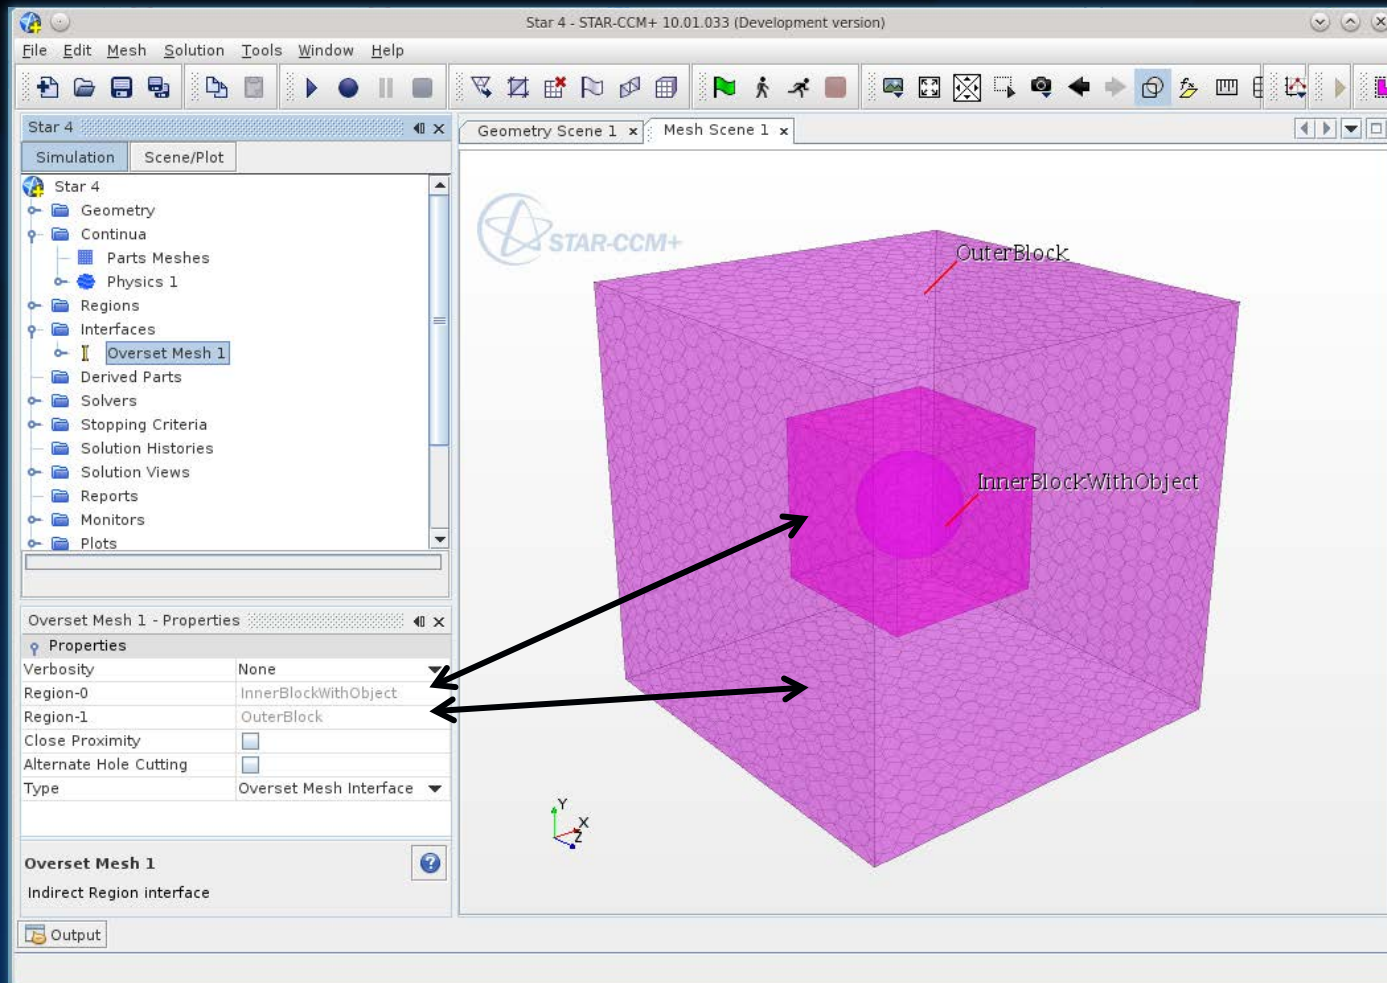 Star 4 - STAR-CCM+ 10.01.033 (Development version)
File Edit Mesh Solution Tools Window Help
Star 4
Simulation Scene/Plot
Star 4
Geometry
Continua
Parts Meshes
Physics 1
Regions
Interfaces
Overset Mesh 1
Derived Parts
Solvers
Stopping Criteria
Solution Histories
Solution Views
Reports
Monitors
Plots
Overset Mesh 1 - Properties
Properties
Verbosity None
Region-0 InnerBlockWithObject
Region-1 OuterBlock
Close Proximity
Alternate Hole Cutting
Type Overset Mesh Interface
Overset Mesh 1
Indirect Region interface
Output
Geometry Scene 1 Mesh Scene 1
STAR-CCM+
OuterBlock
InnerBlockWithObject
Y
X
Z